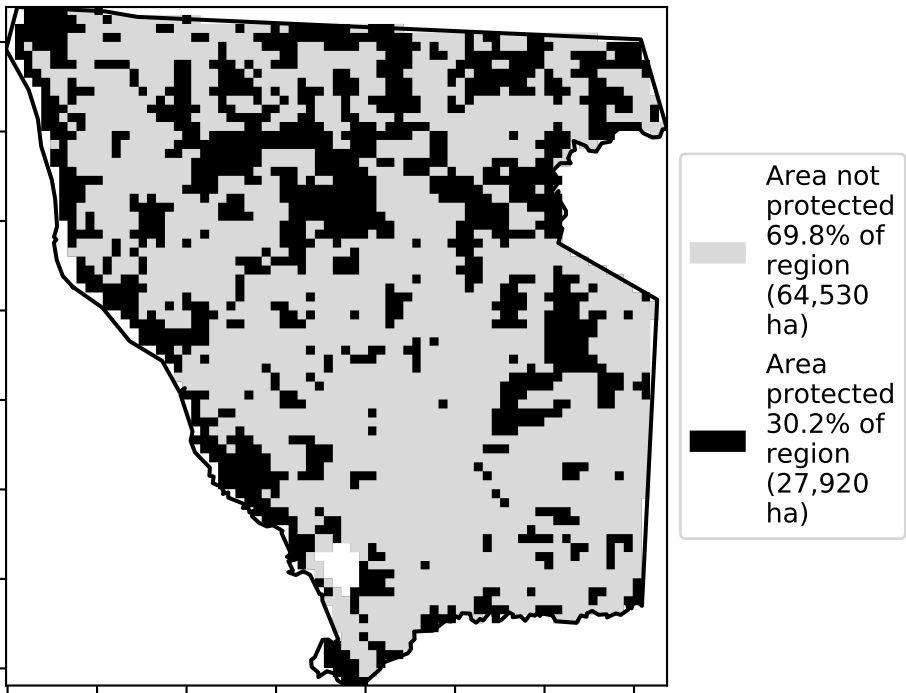 Area not
protected
69.8% of
region
(64,530
ha)
Area
protected
30.2% of
region
(27,920
ha)